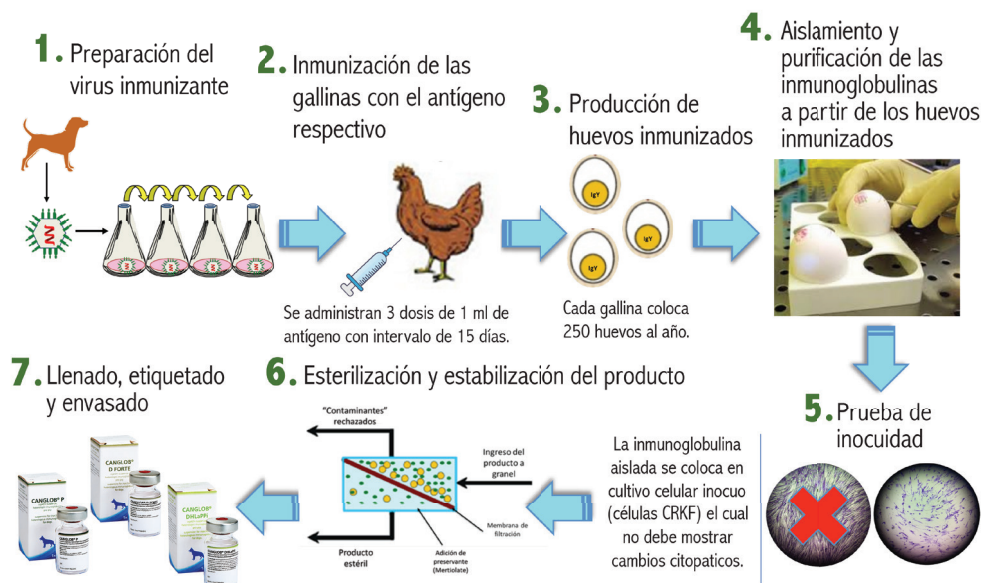 1. Preparación del
virus inmunizante
2. Inmunización de las
gallinas con el antígeno
respectivo
Se administran 3 dosis de 1 ml de
antígeno con intervalo de 15 días.
3. Producción de
huevos inmunizados
IgY
IgY
IgY
Cada gallina coloca
250 huevos al año.
4. Aislamiento y
purificación de las
inmunoglobulinas
a partir de los huevos
inmunizados
5. Prueba de
inocuidad
La inmunoglobulina
aislada se coloca en
cultivo celular inocuo
(células CRKF) el cual
no debe mostrar
cambios citopaticos.
6. Esterilización y estabilización del producto
"Contaminantes"
rechazados
Ingreso del
producto a
granel
Membrana de
filtración
Adición de
preservante
(Mertiolate)
Producto
estéril
7. Llenado, etiquetado
y envasado
CANGLOB® D
FORTE
CANGLOB® P
CANGLOB®
DHLaPPi